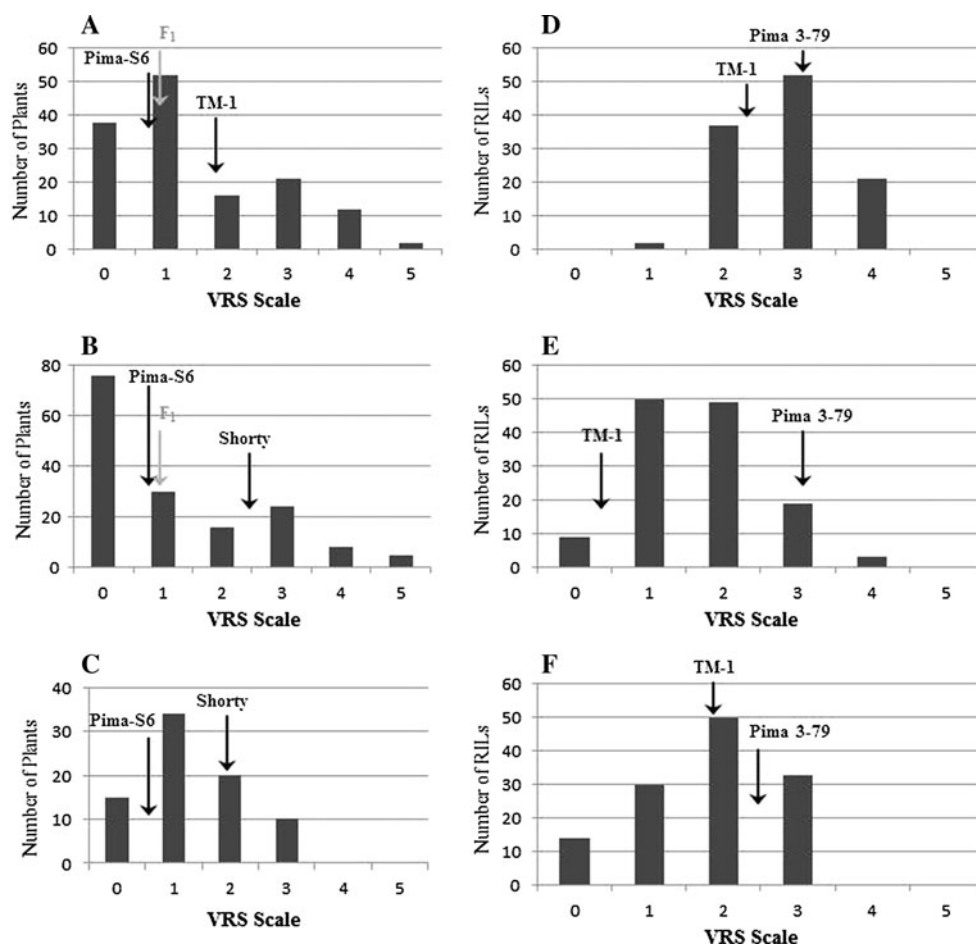 A
F1
Pima-S6
TM-1
Number of Plants
60
50
40
30
20
10
0
0 1 2 3 4 5
VRS Scale
B
Pima-S6
F1
Shorty
Number of Plants
80
60
40
20
0
0 1 2 3 4 5
VRS Scale
C
Pima-S6
Shorty
Number of Plants
40
30
20
10
0
0 1 2 3 4 5
VRS Scale
D
Pima 3-79
TM-1
Number of RILs
60
50
40
30
20
10
0
0 1 2 3 4 5
VRS Scale
E
TM-1
Pima 3-79
Number of RILs
60
50
40
30
20
10
0
0 1 2 3 4 5
VRS Scale
F
TM-1
Pima 3-79
Number of RILs
60
50
40
30
20
10
0
0 1 2 3 4 5
VRS Scale